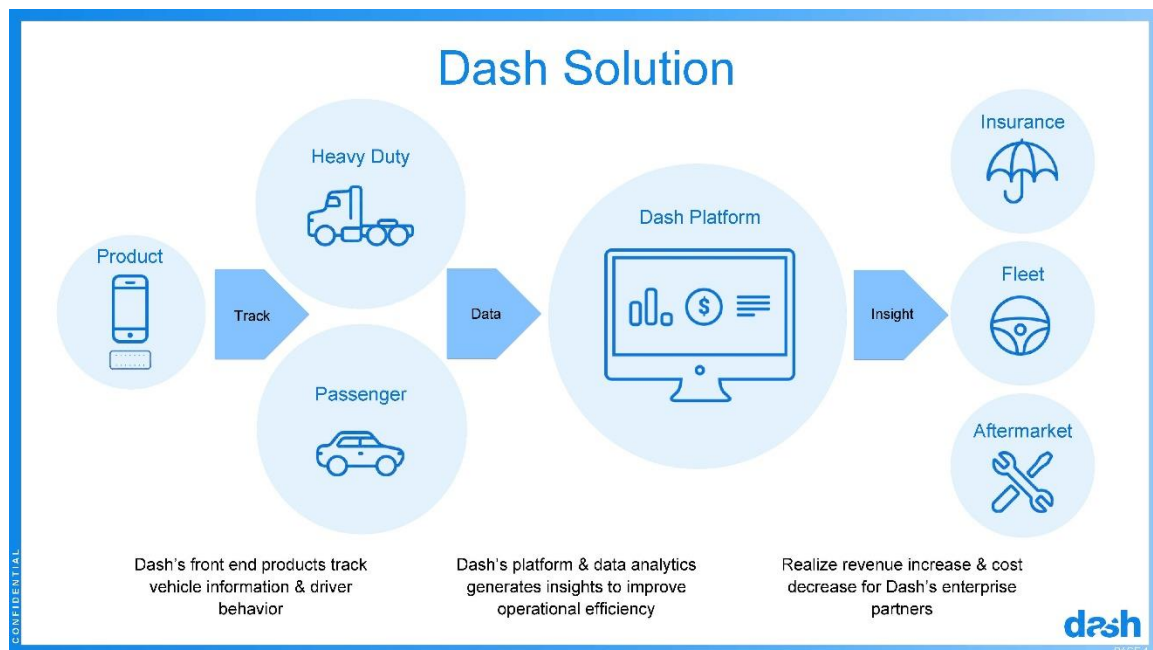 Dash Solution
Product
Track
Heavy Duty
Passenger
Data
Dash Platform
$
Insight
Insurance
Fleet
Aftermarket
Dash's front end products track
vehicle information & driver
behavior
Dash's platform & data analytics
generates insights to improve
operational efficiency
Realize revenue increase & cost
decrease for Dash's enterprise
partners
CONFIDENTIAL
dash